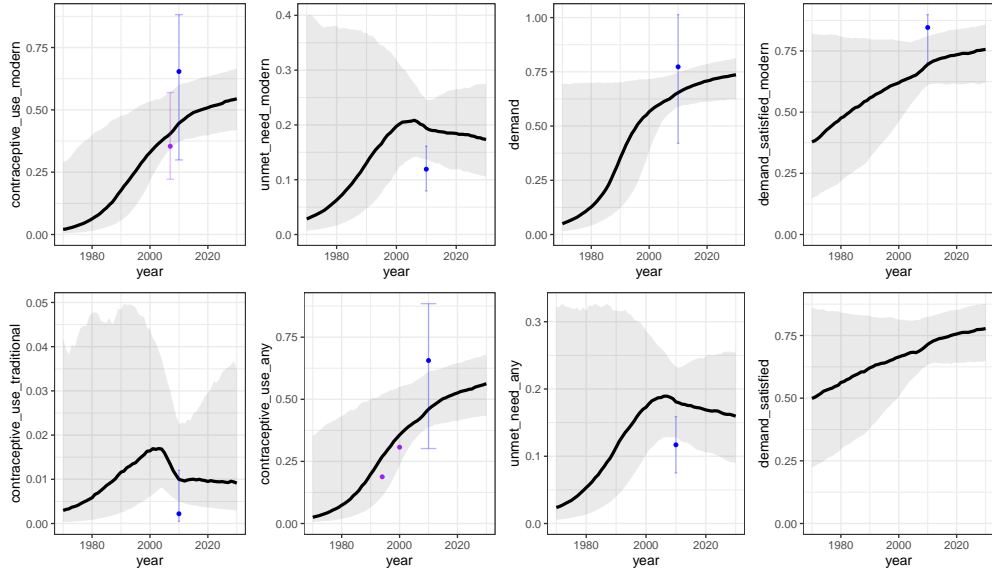 contraceptive_use_modern
0.75
0.50
0.25
0.00
1980 2000 2020
year
unmet_need_modern
0.4
0.3
0.2
0.1
0.0
1980 2000 2020
year
demand
1.00
0.75
0.50
0.25
0.00
1980 2000 2020
year
demand_satisfied_modern
0.75
0.50
0.25
0.00
1980 2000 2020
year
contraceptive_use_traditional
0.05
0.04
0.03
0.02
0.01
0.00
1980 2000 2020
year
contraceptive_use_any
0.75
0.50
0.25
0.00
1980 2000 2020
year
unmet_need_any
0.3
0.2
0.1
0.0
1980 2000 2020
year
demand_satisfied
0.75
0.50
0.25
0.00
1980 2000 2020
year